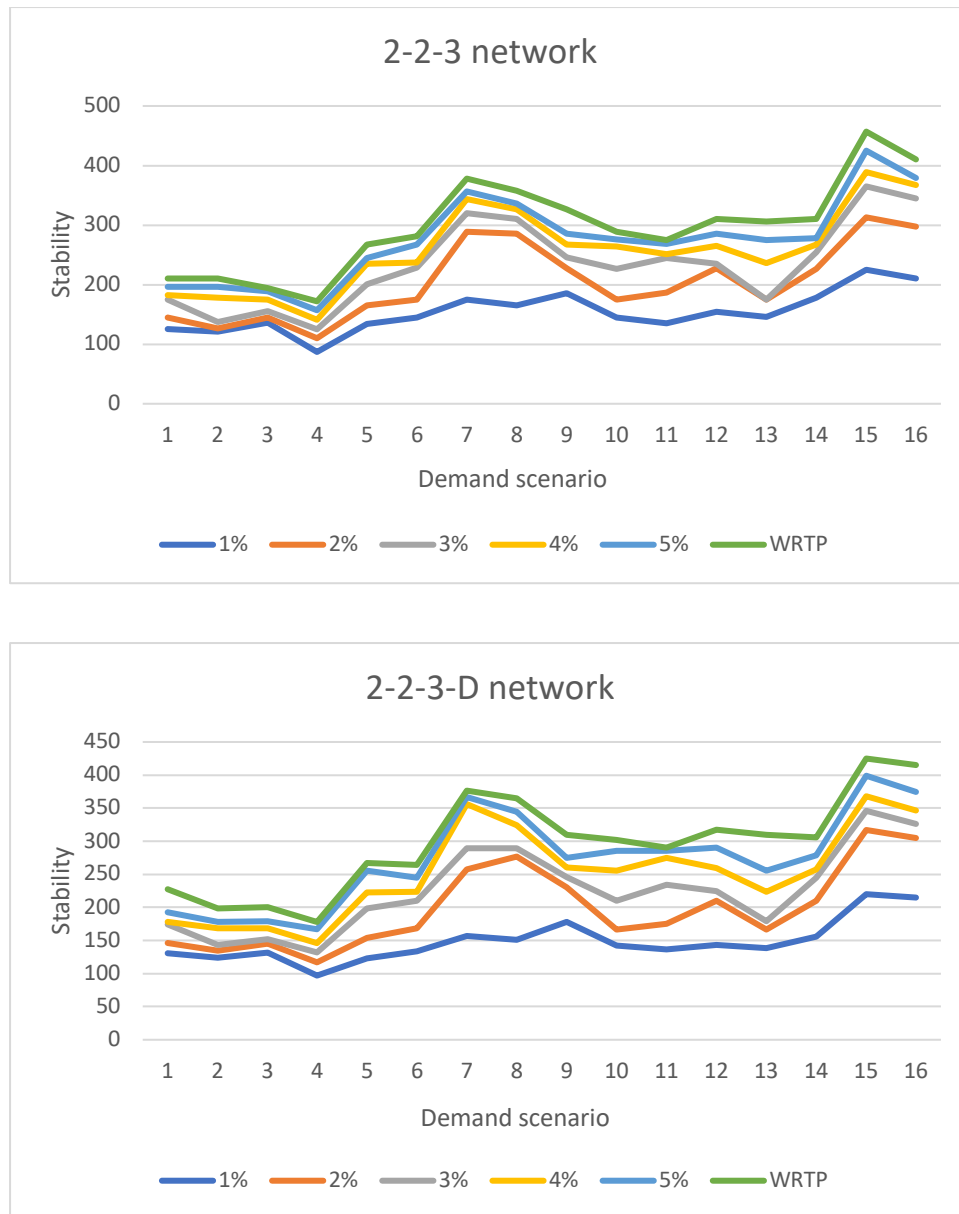 2-2-3 network
500
400
300
200
100
0
Stability
1 2 3 4 5 6 7 8 9 10 11 12 13 14 15 16
Demand scenario
1% 2% 3% 4% 5% WRTP
2-2-3-D network
450
400
350
300
250
200
150
100
50
0
Stability
1 2 3 4 5 6 7 8 9 10 11 12 13 14 15 16
Demand scenario
1% 2% 3% 4% 5% WRTP